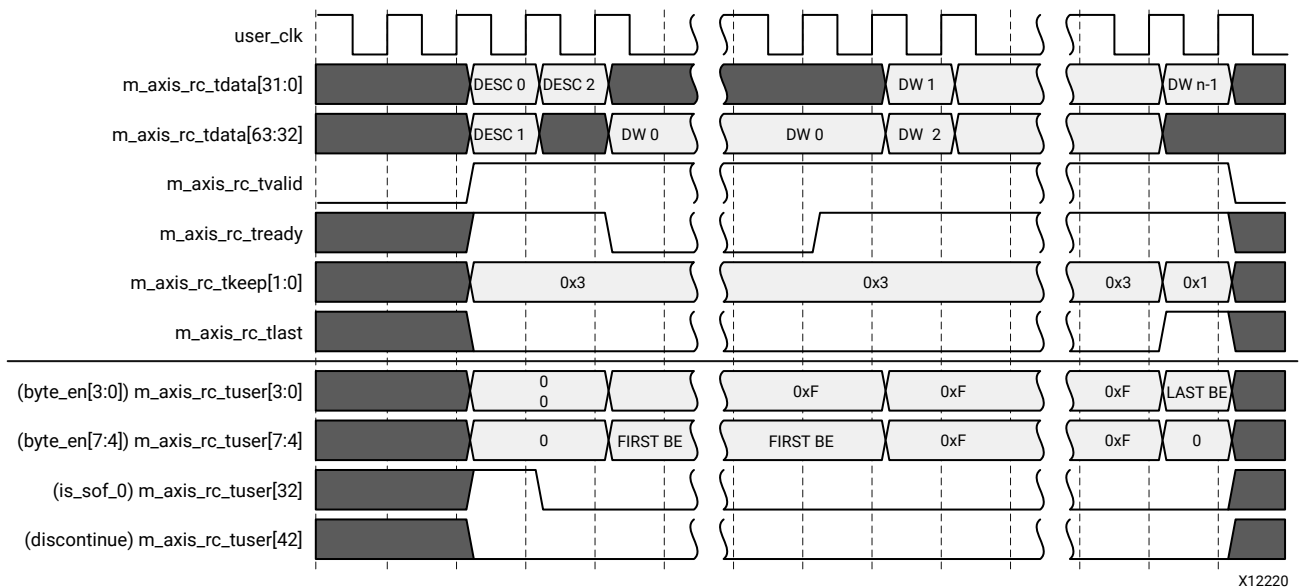 user_clk
m_axis_rc_tdata[31:0] DESC 0 DESC 2 DW 1 DW n-1
m_axis_rc_tdata[63:32] DESC 1 DW 0 DW 0 DW 2
m_axis_rc_tvalid
m_axis_rc_tready
m_axis_rc_tkeep[1:0] 0x3 0x3 0x3 0x1
m_axis_rc_tlast
(byte_en[3:0]) m_axis_rc_tuser[3:0] 0 0xF 0xF 0xF LAST BE
0
(byte_en[7:4]) m_axis_rc_tuser[7:4] 0 FIRST BE FIRST BE 0xF 0xF 0
(is_sof_0) m_axis_rc_tuser[32]
(discontinue) m_axis_rc_tuser[42]
X12220